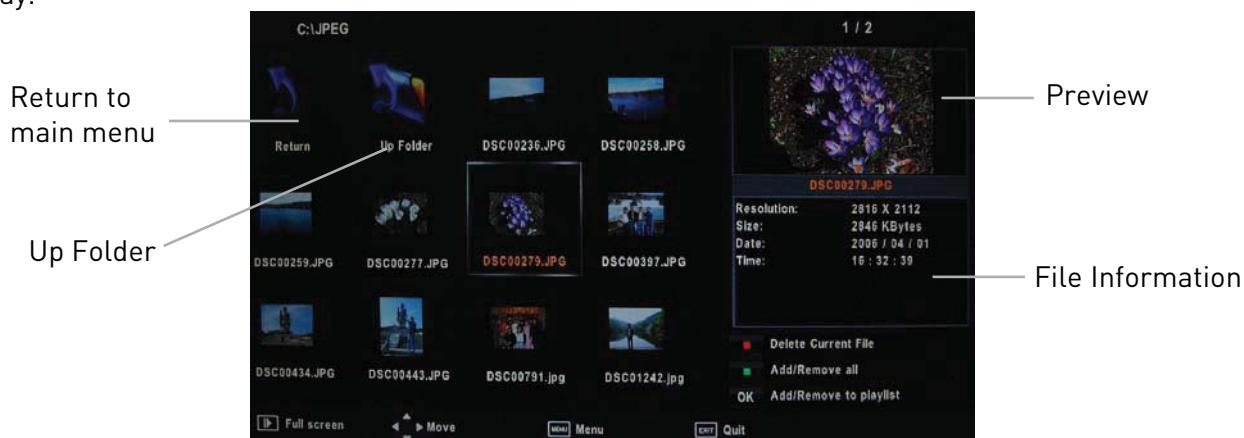 ay.
C:\JPEG
1 / 2
Return to
main menu
Preview
Return
Up Folder
DSC00236.JPG
DSC00258.JPG
DSC00279.JPG
Resolution: 2816 X 2112
Size: 2846 KBytes
Date: 2006 / 04 / 01
Time: 16 : 32 : 39
Up Folder
DSC00259.JPG
DSC00277.JPG
DSC00279.JPG
DSC00397.JPG
File Information
Delete Current File
Add/Remove all
OK Add/Remove to playlist
DSC00434.JPG
DSC00443.JPG
DSC00791.jpg
DSC01242.jpg
Full screen
Move
MENU Menu
EXIT Quit